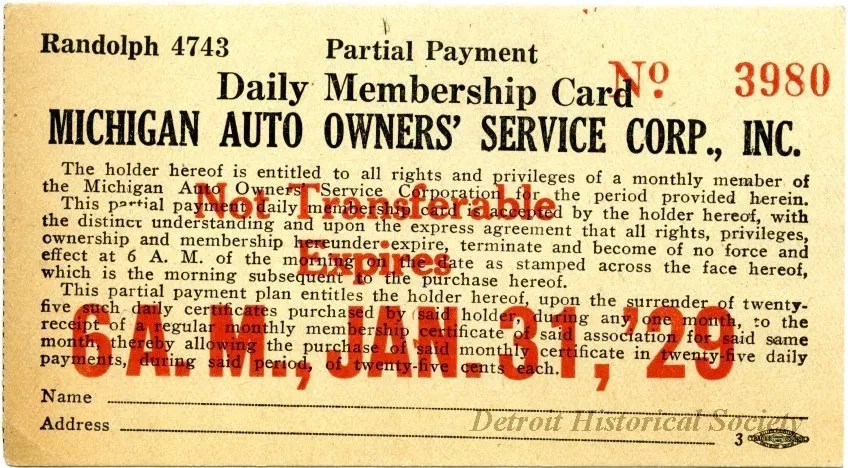 Randolph 4743 Partial Payment
Nº 3980
Daily Membership Card
MICHIGAN AUTO OWNERS' SERVICE CORP., INC.
The holder hereof is entitled to all rights and privileges of a monthly member of
the Michigan Auto Owners' Service Corporation for the period provided herein.
Not Transferable
This partial payment daily membership card is accepted by the holder hereof, with
the distinct understanding and upon the express agreement that all rights, privileges,
ownership and membership hereunder expire, terminate and become of no force and
Expires
effect at 6 A. M. of the morning on the date as stamped across the face hereof,
which is the morning subsequent to the purchase hereof.
This partial payment plan entitles the holder hereof, upon the surrender of twenty-
five such daily certificates purchased by said holder, during any one month, to the
receipt of a regular monthly membership certificate of said association for said same
6 A. M., JAN. 31, '29
month, thereby allowing the purchase of said monthly certificate in twenty-five daily
payments, during said period, of twenty-five cents each.
Name
Address
Detroit Historical Society
3